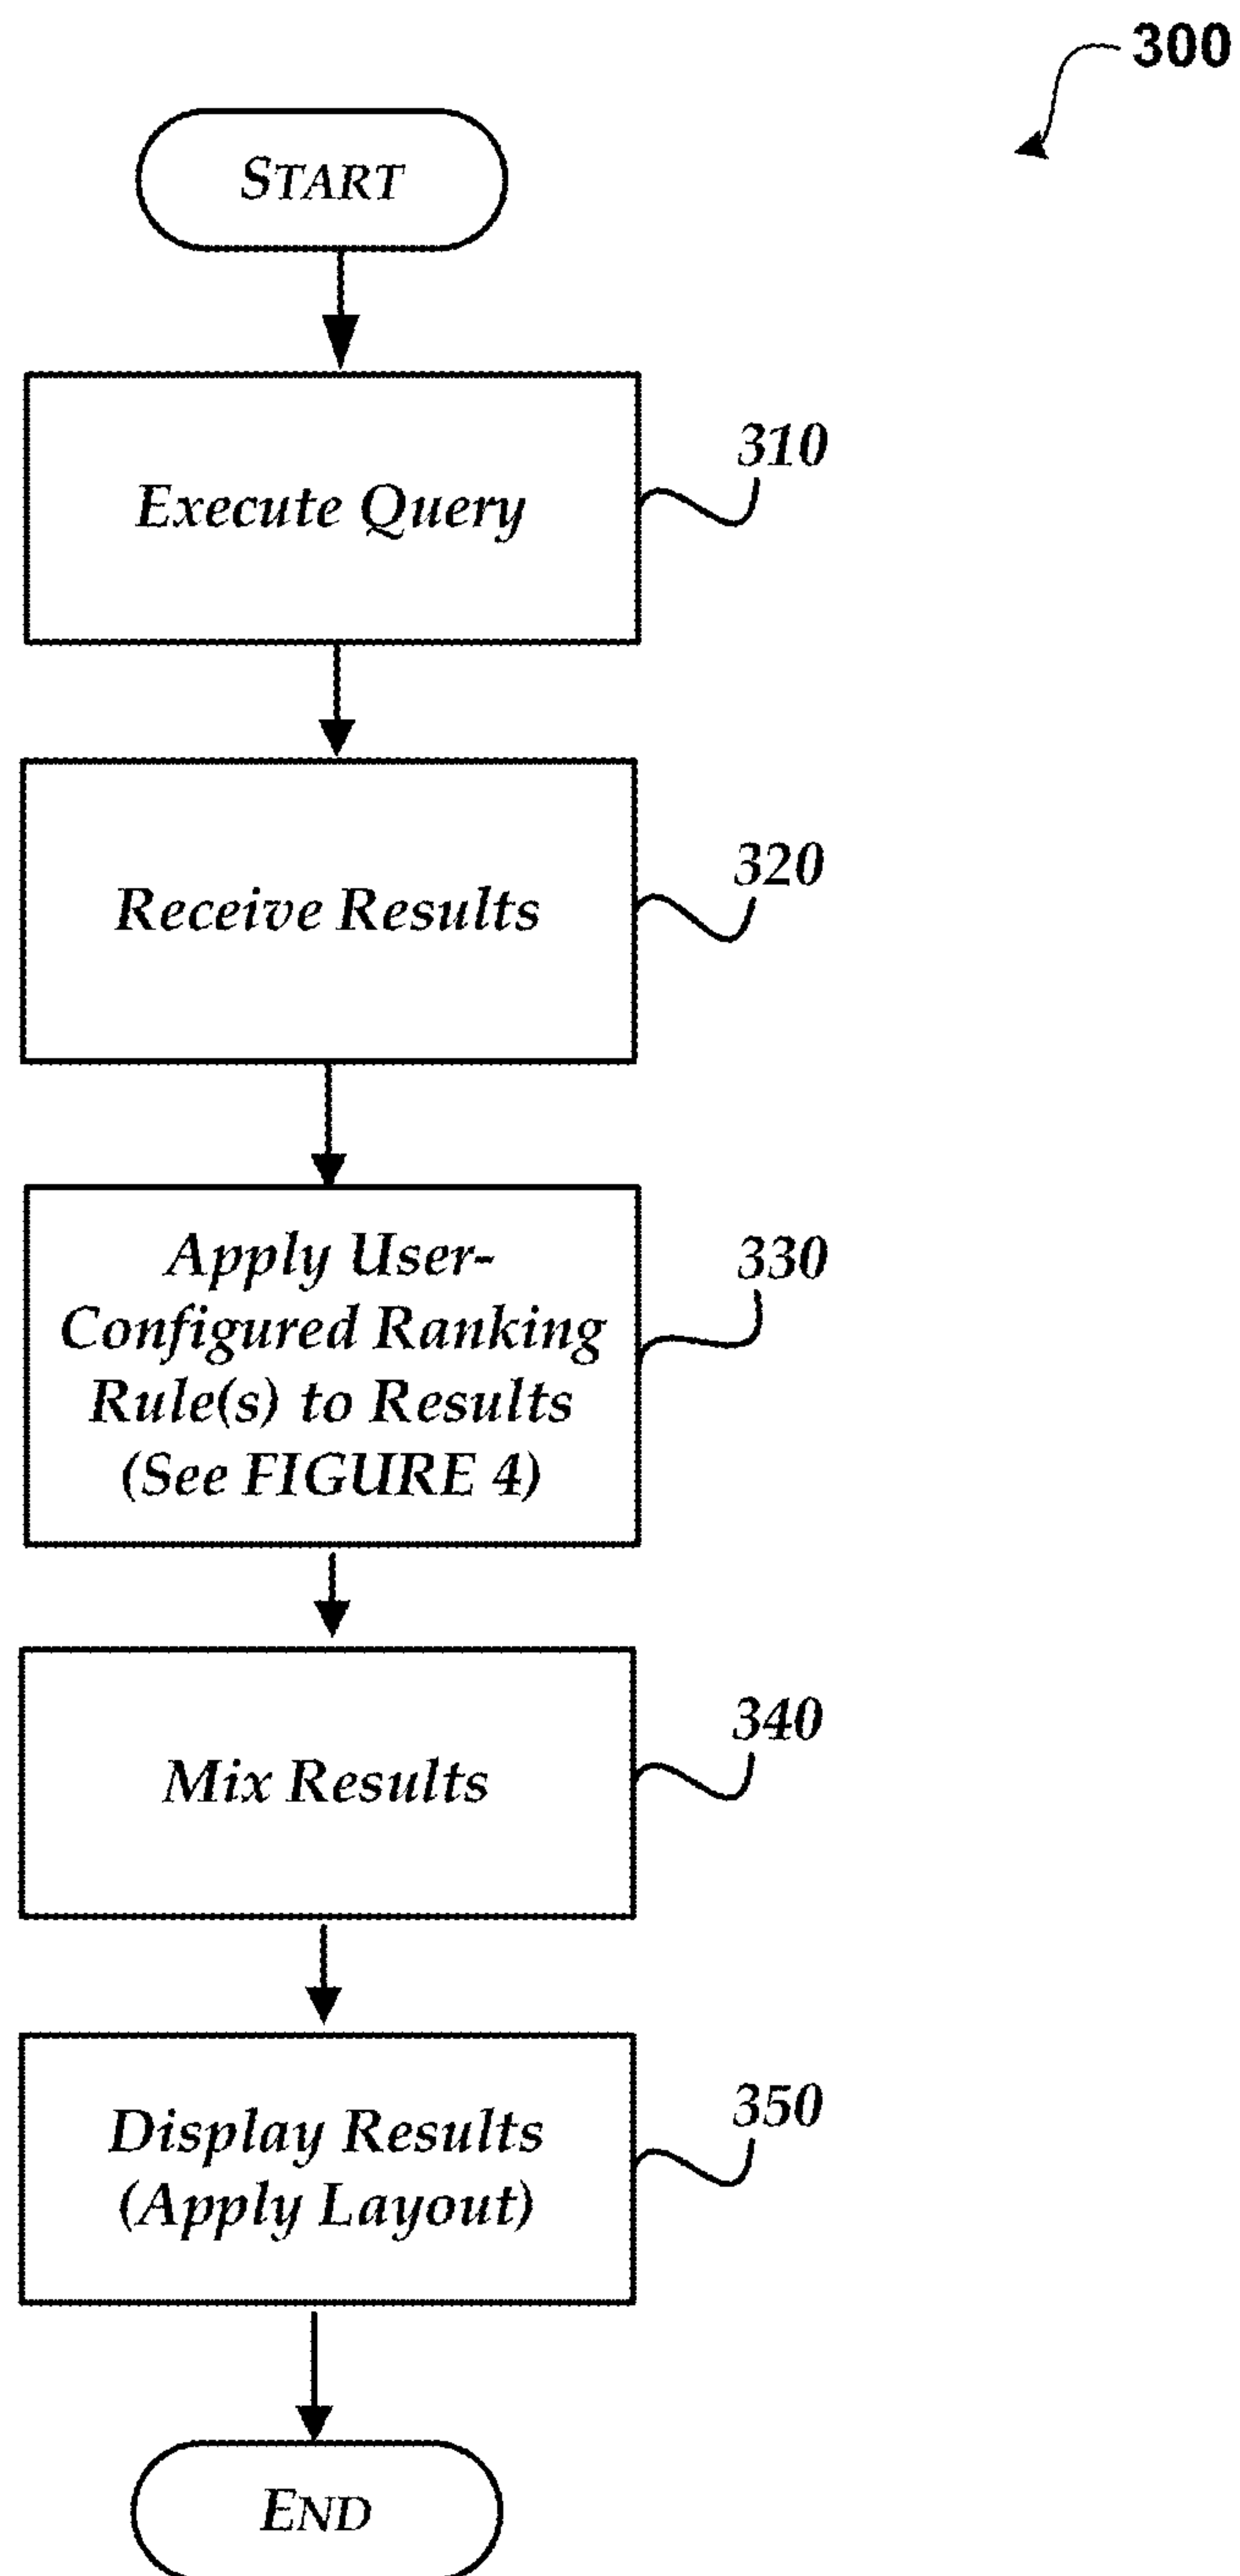 300
START
Execute Query
310
Receive Results
320
Apply User-
Configured Ranking
Rule(s) to Results
(See FIGURE 4)
330
Mix Results
340
Display Results
(Apply Layout)
350
END